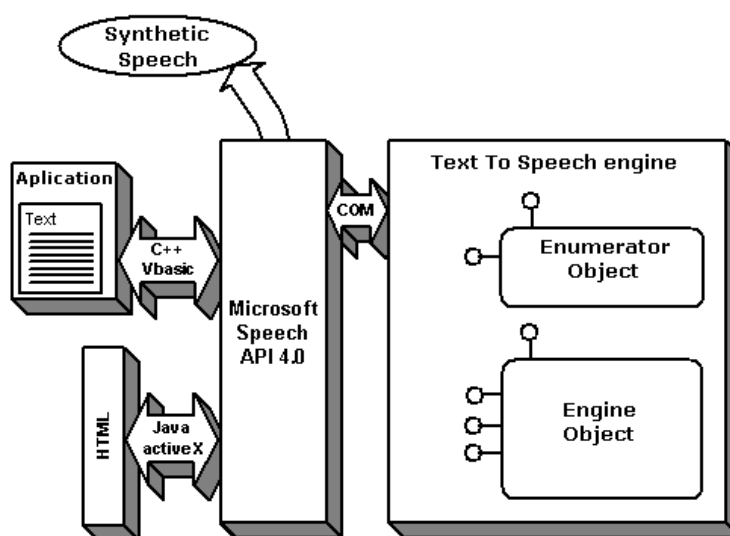 Synthetic
Speech
Aplication
Text
C++
Vbasic
Microsoft
Speech
API 4.0
COM
Text To Speech engine
Enumerator
Object
Engine
Object
HTML
Java
activeX